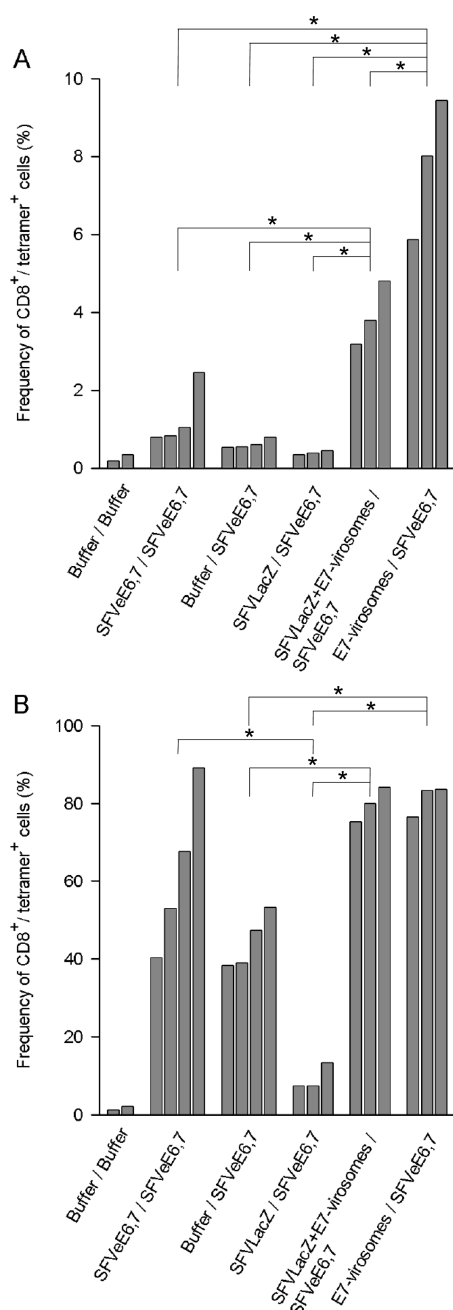 A
* 
*
*
*
10
8
6
4
2
0
*
*
*
Frequency of CD8+/ tetramer+ cells (%)
Buffer / Buffer
SFVeE6,7 / SFVeE6,7
Buffer / SFVeE6,7
SFVLacZ / SFVeE6,7
SFVLacZ+E7-virosomes /
SFVeE6,7
E7-virosomes / SFVeE6,7
B
*
*
*
*
*
100
80
60
40
20
0
Frequency of CD8+/ tetramer+ cells (%)
Buffer / Buffer
SFVeE6,7 / SFVeE6,7
Buffer / SFVeE6,7
SFVLacZ / SFVeE6,7
SFVLacZ+E7-virosomes /
SFVeE6,7
E7-virosomes / SFVeE6,7